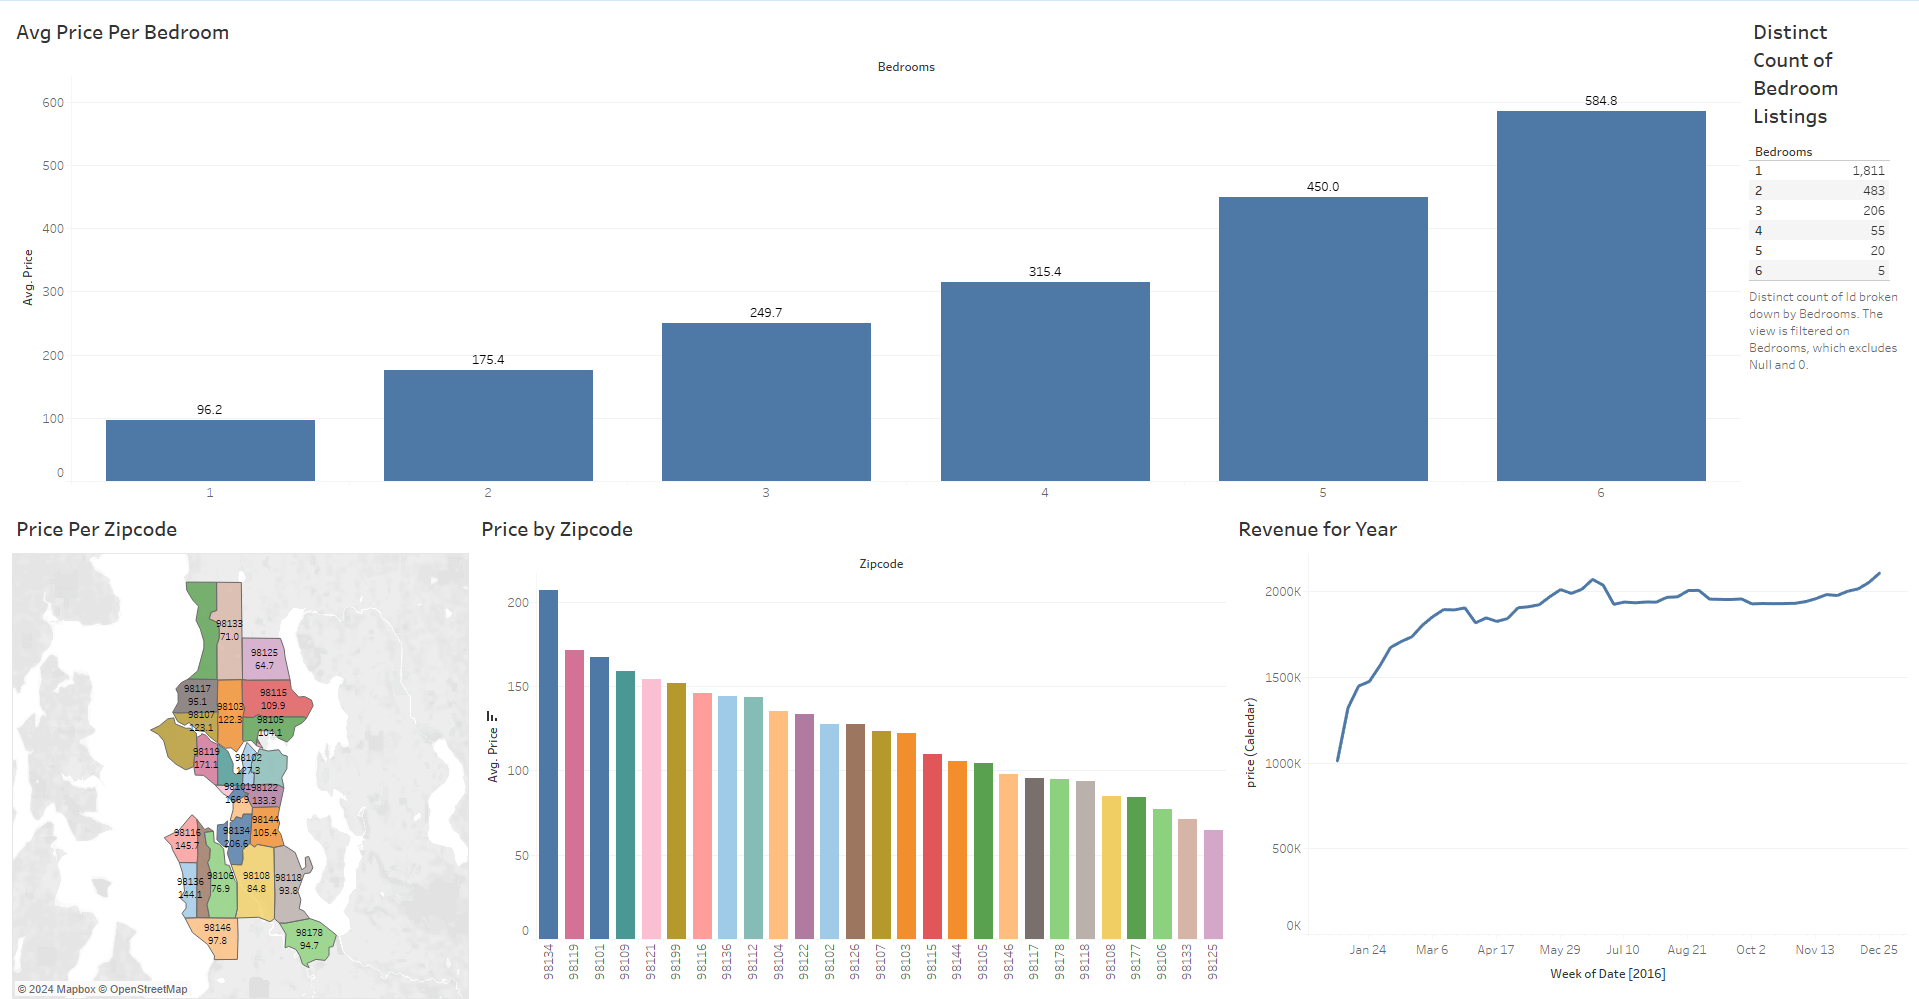 Avg Price Per Bedroom
Bedrooms
600
500
400
300
200
100
0
Avg. Price
96.2
175.4
249.7
315.4
450.0
584.8
1
2
3
4
5
6
Distinct
Count of
Bedroom
Listings
Bedrooms
1 1,811
2 483
3 206
4 55
5 20
6 5
Distinct count of Id broken
down by Bedrooms. The
view is filtered on
Bedrooms, which excludes
Null and 0.
Price Per Zipcode
98133
71.0
98125
64.7
98117
95.1
98115
109.9
98103
122.3
98107
123.1
98105
104.1
98119
171.1
98102
127.3
98101
166.9
98122
133.3
98144
105.4
98134
206.6
98116
145.7
98136
144.1
98106
76.9
98108
84.8
98118
93.8
98146
97.8
98178
94.7
© 2024 Mapbox © OpenStreetMap
Price by Zipcode
Zipcode
200
150
100
50
0
Avg. Price
98134
98119
98101
98109
98121
98199
98116
98136
98112
98104
98122
98102
98126
98107
98103
98115
98144
98105
98146
98117
98178
98118
98108
98177
98106
98133
98125
Revenue for Year
2000K
1500K
1000K
500K
0K
price (Calendar)
Jan 24
Mar 6
Apr 17
May 29
Jul 10
Aug 21
Oct 2
Nov 13
Dec 25
Week of Date [2016]